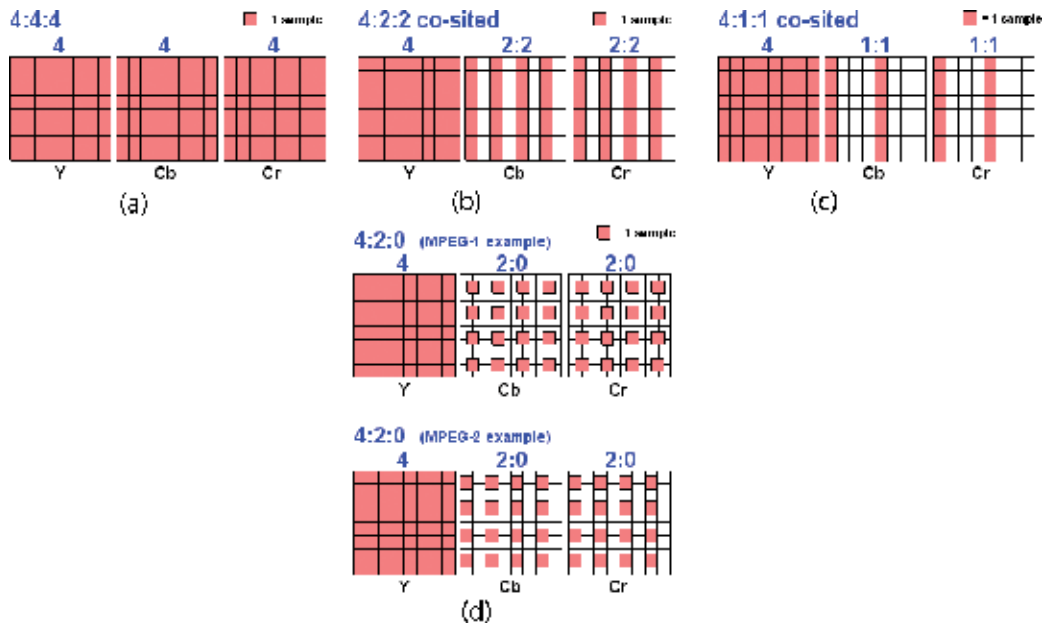 4:4:4 1 sample
4 4 4
Y Cb Cr
(a)
4:2:2 co-sited 1 sample
4 2:2 2:2
Y Cb Cr
(b)
4:1:1 co-sited = 1 sample
4 1:1 1:1
Y Cb Cr
(c)
4:2:0 (MPEG-1 example) 1 sample
4 2:0 2:0
Y Cb Cr
4:2:0 (MPEG-2 example)
4 2:0 2:0
Y Cb Cr
(d)